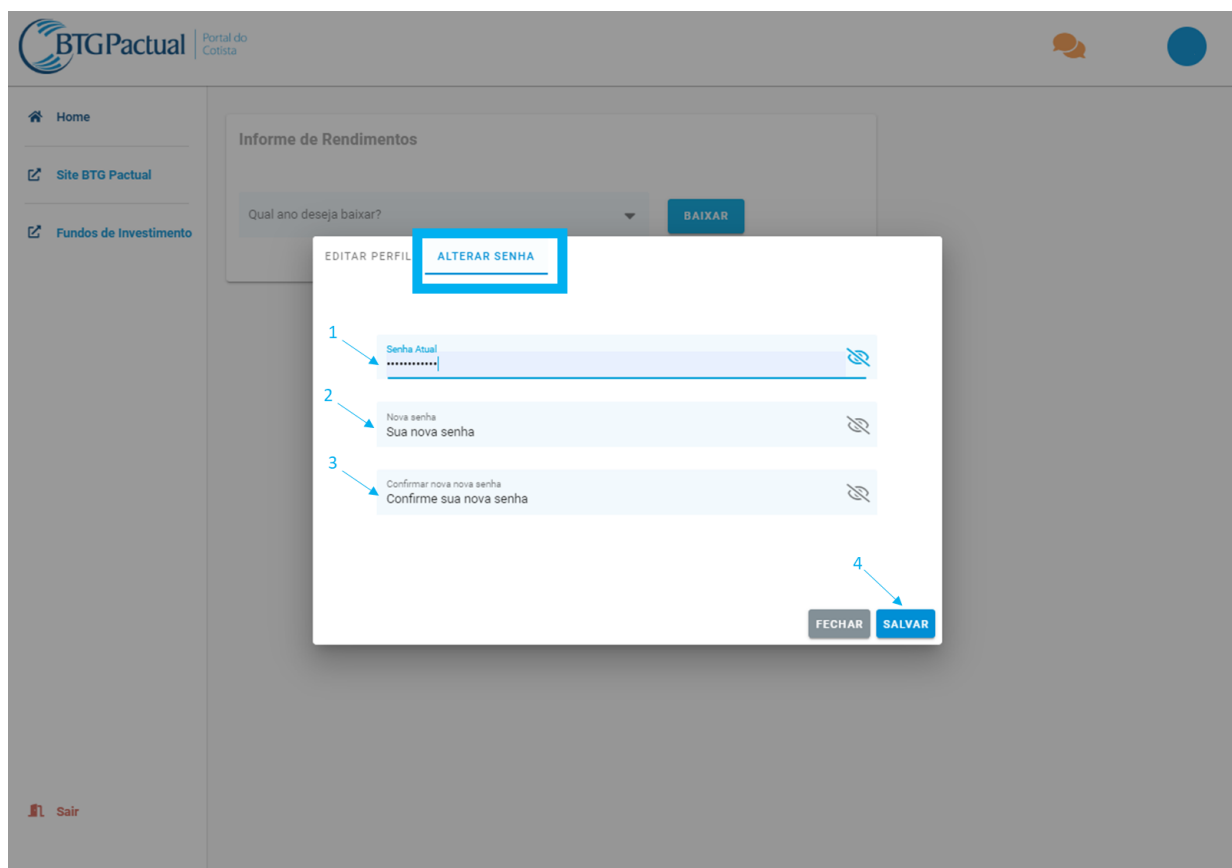 BTGPactual
Portal do
Cotista
Home
Site BTG Pactual
Fundos de Investimento
Informe de Rendimentos
Qual ano deseja baixar?
BAIXAR
EDITAR PERFIL
ALTERAR SENHA
1
Senha Atual
••••••••••••
2
Nova senha
Sua nova senha
3
Confirmar nova nova senha
Confirme sua nova senha
4
FECHAR
SALVAR
Sair